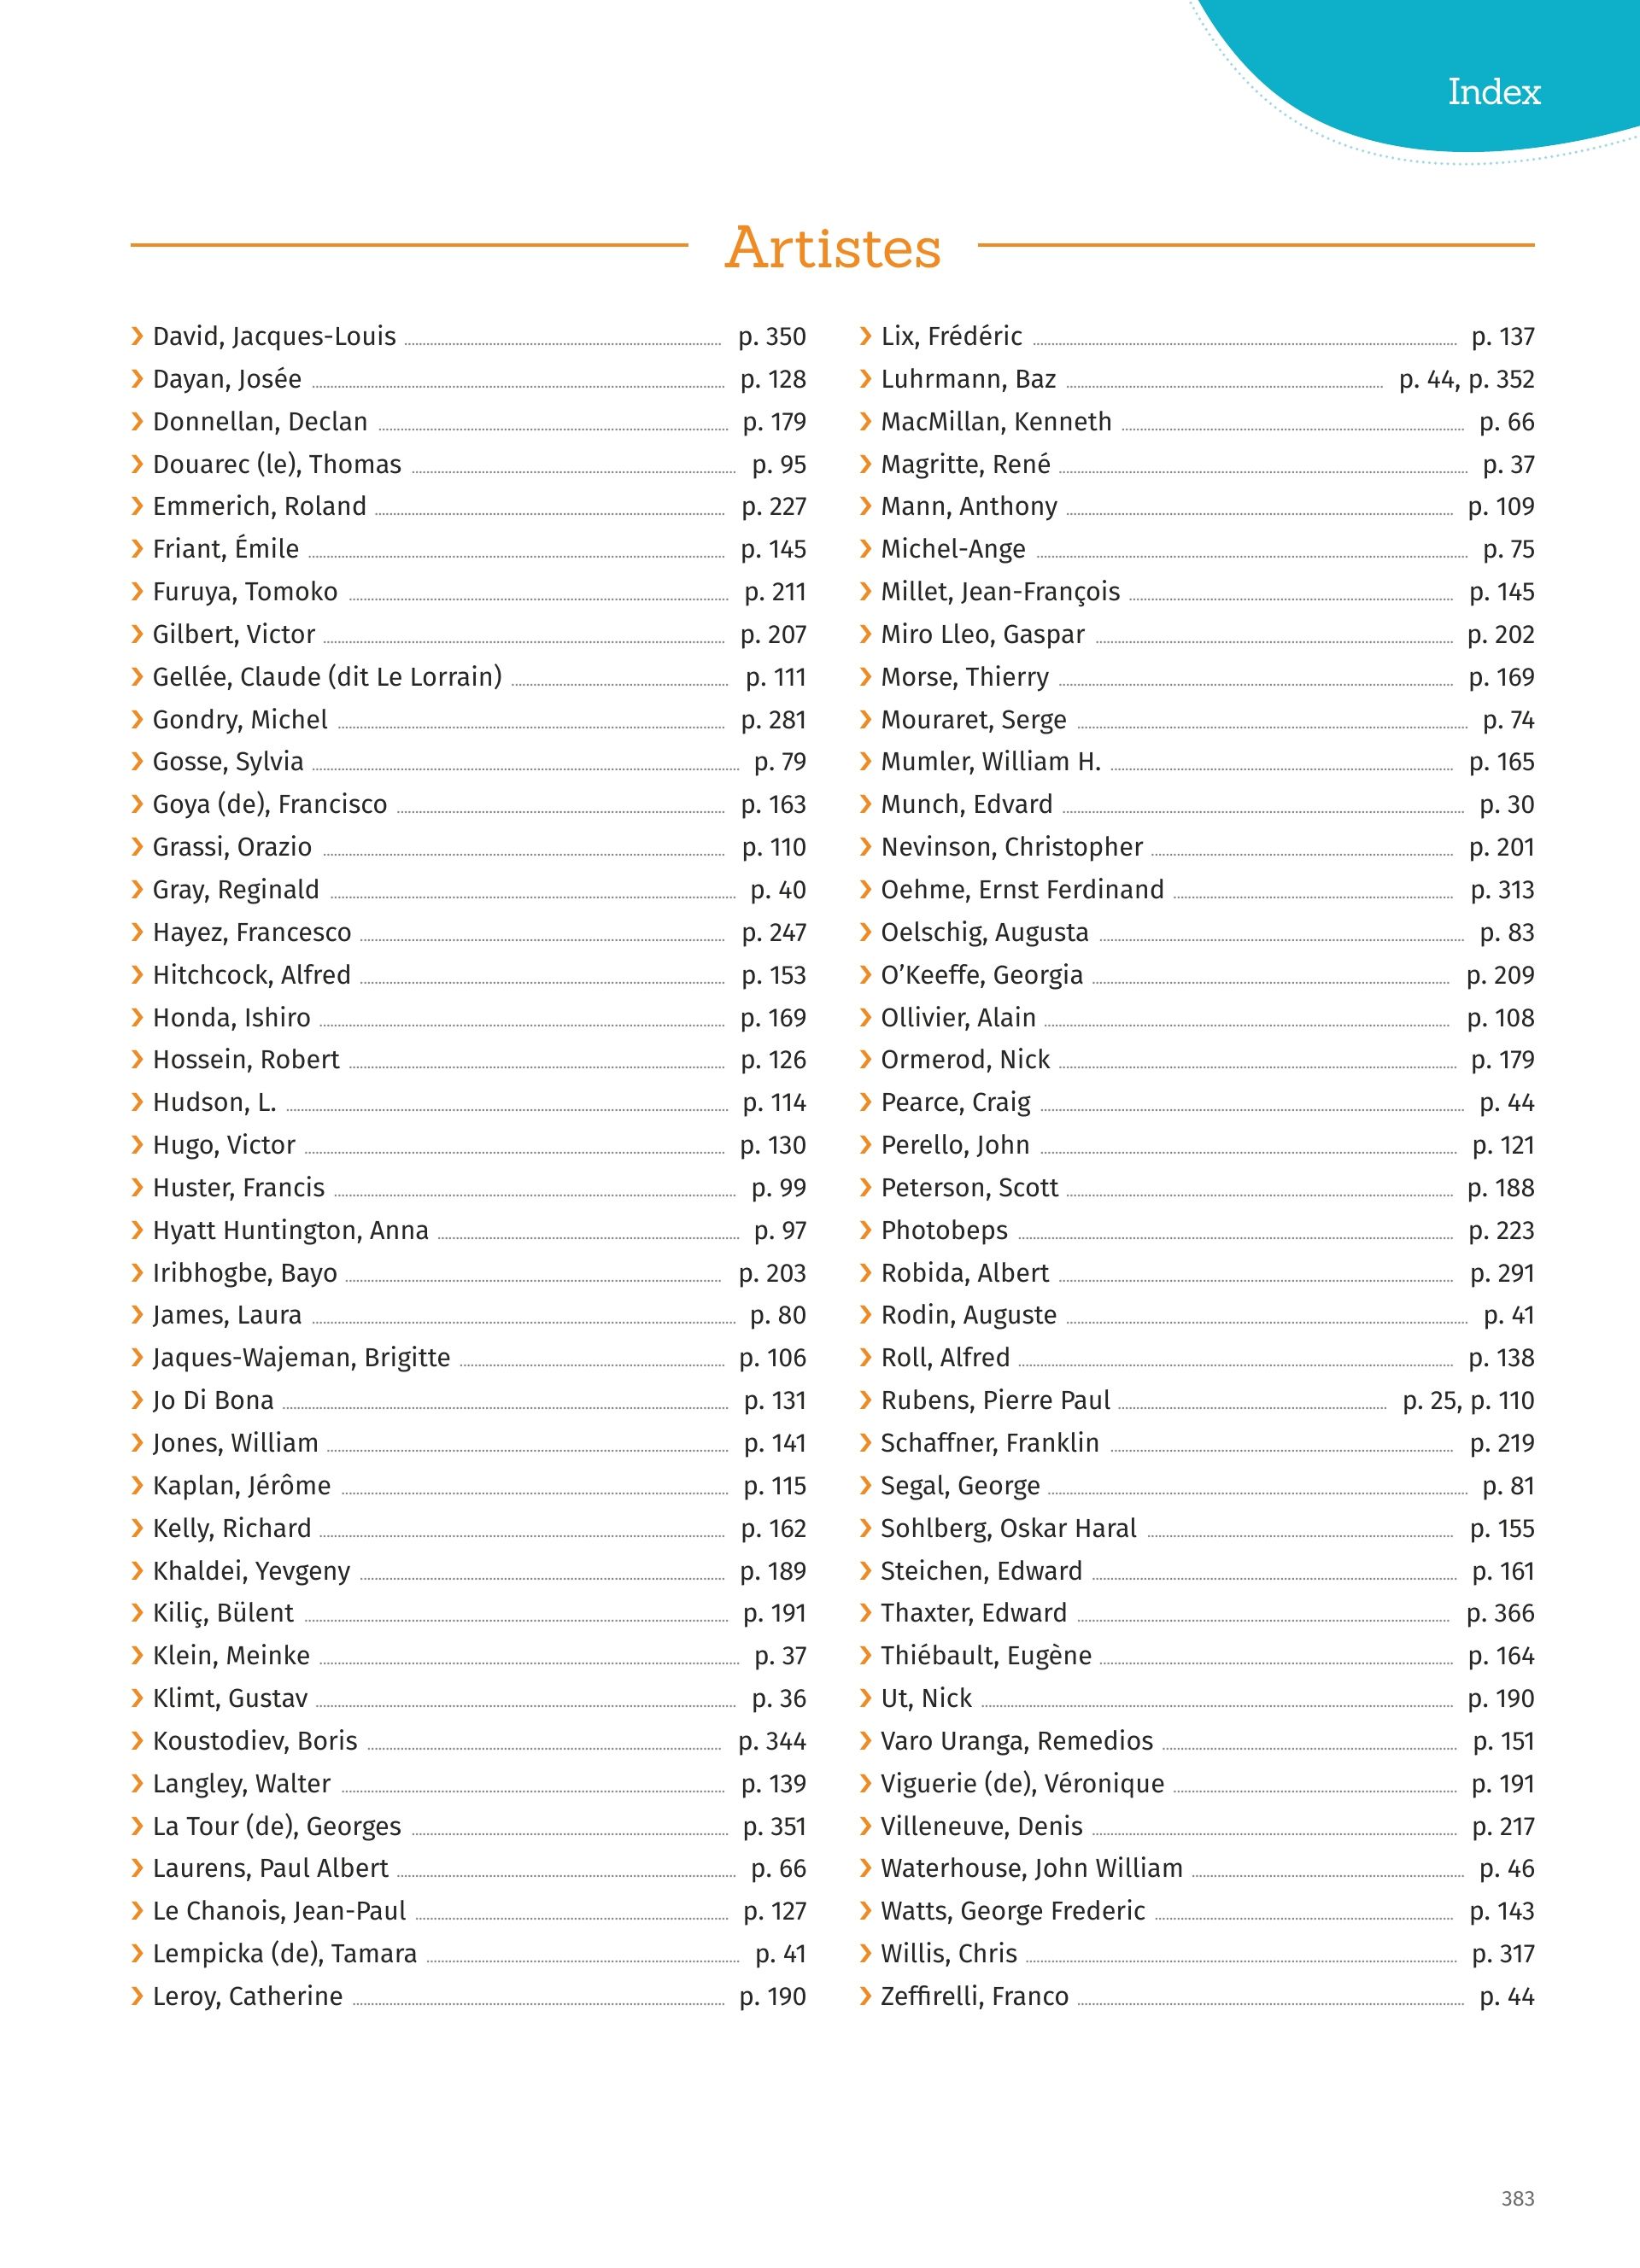 Index
Artistes
› David, Jacques-Louis p. 350
› Dayan, Josée p. 128
› Donnellan, Declan p. 179
› Douarec (le), Thomas p. 95
› Emmerich, Roland p. 227
› Friant, Émile p. 145
› Furuya, Tomoko p. 211
› Gilbert, Victor p. 207
› Gellée, Claude (dit Le Lorrain) p. 111
› Gondry, Michel p. 281
› Gosse, Sylvia p. 79
› Goya (de), Francisco p. 163
› Grassi, Orazio p. 110
› Gray, Reginald p. 40
› Hayez, Francesco p. 247
› Hitchcock, Alfred p. 153
› Honda, Ishiro p. 169
› Hossein, Robert p. 126
› Hudson, L. p. 114
› Hugo, Victor p. 130
› Huster, Francis p. 99
› Hyatt Huntington, Anna p. 97
› Iribhogbe, Bayo p. 203
› James, Laura p. 80
› Jaques-Wajeman, Brigitte p. 106
› Jo Di Bona p. 131
› Jones, William p. 141
› Kaplan, Jérôme p. 115
› Kelly, Richard p. 162
› Khaldei, Yevgeny p. 189
› Kiliç, Bülent p. 191
› Klein, Meinke p. 37
› Klimt, Gustav p. 36
› Koustodiev, Boris p. 344
› Langley, Walter p. 139
› La Tour (de), Georges p. 351
› Laurens, Paul Albert p. 66
› Le Chanois, Jean-Paul p. 127
› Lempicka (de), Tamara p. 41
› Leroy, Catherine p. 190
› Lix, Frédéric p. 137
› Luhrmann, Baz p. 44, p. 352
› MacMillan, Kenneth p. 66
› Magritte, René p. 37
› Mann, Anthony p. 109
› Michel-Ange p. 75
› Millet, Jean-François p. 145
› Miro Lleo, Gaspar p. 202
› Morse, Thierry p. 169
› Mouraret, Serge p. 74
› Mumler, William H. p. 165
› Munch, Edvard p. 30
› Nevinson, Christopher p. 201
› Oehme, Ernst Ferdinand p. 313
› Oelschig, Augusta p. 83
› O’Keeffe, Georgia p. 209
› Ollivier, Alain p. 108
› Ormerod, Nick p. 179
› Pearce, Craig p. 44
› Perello, John p. 121
› Peterson, Scott p. 188
› Photobeps p. 223
› Robida, Albert p. 291
› Rodin, Auguste p. 41
› Roll, Alfred p. 138
› Rubens, Pierre Paul p. 25, p. 110
› Schaffner, Franklin p. 219
› Segal, George p. 81
› Sohlberg, Oskar Haral p. 155
› Steichen, Edward p. 161
› Thaxter, Edward p. 366
› Thiébault, Eugène p. 164
› Ut, Nick p. 190
› Varo Uranga, Remedios p. 151
› Viguerie (de), Véronique p. 191
› Villeneuve, Denis p. 217
› Waterhouse, John William p. 46
› Watts, George Frederic p. 143
› Willis, Chris p. 317
› Zeffirelli, Franco p. 44
383